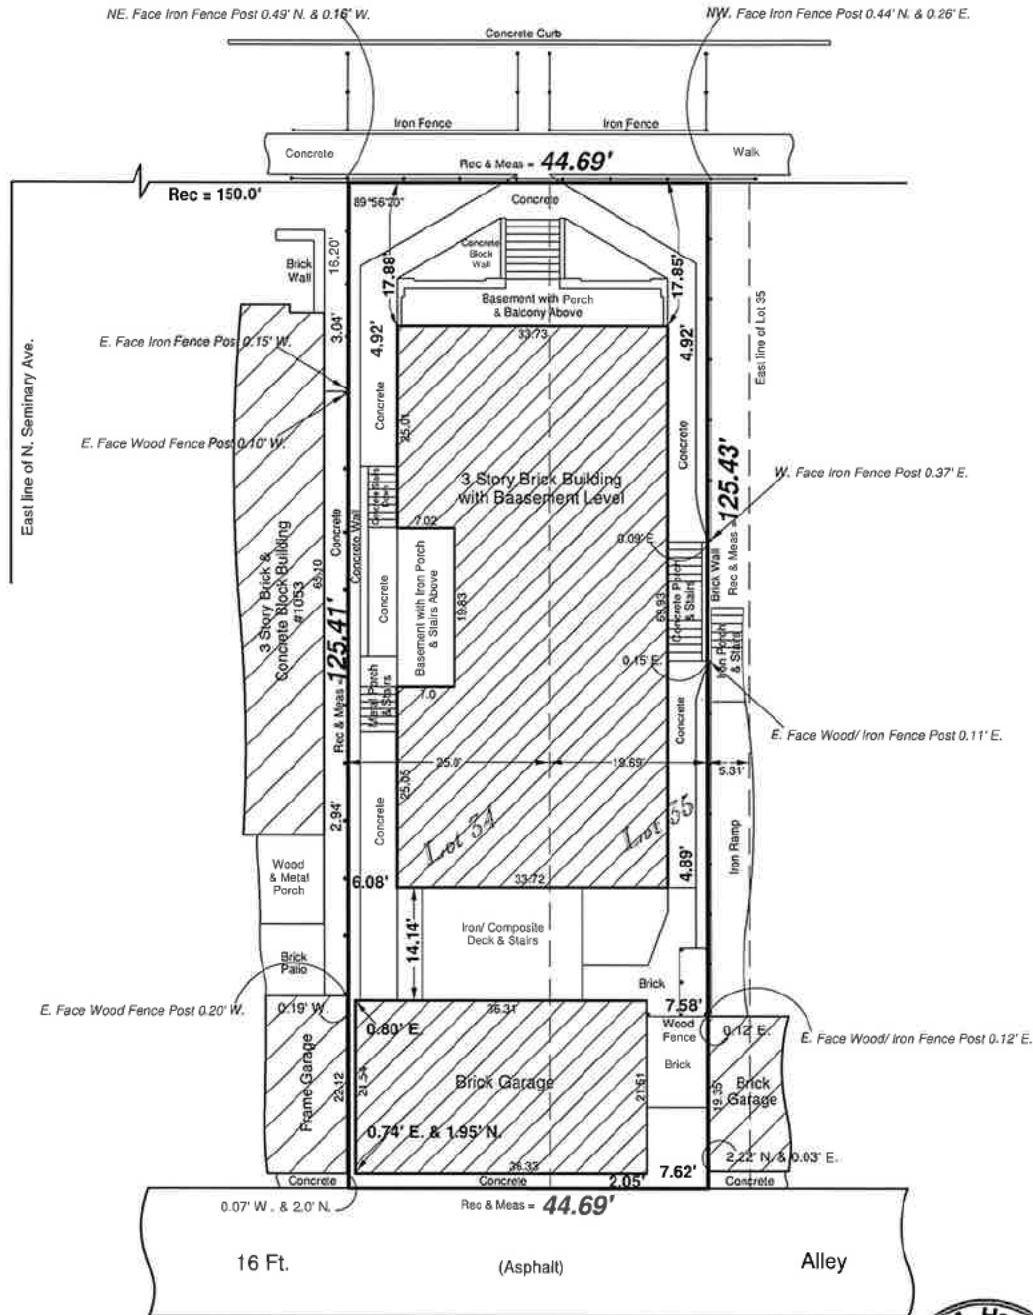 NE. Face Iron Fence Post 0.49' N. & 0.16' W.
NW. Face Iron Fence Post 0.44' N. & 0.26' E.
Concrete Curb
Iron Fence
Iron Fence
Concrete
Rec & Meas = 44.69'
Walk
Rec = 150.0'
89°56'20"
Concrete
16.20'
Brick
Wall
Concrete
Block
Wall
17.88'
17.85'
Basement with Porch
& Balcony Above
East line of Lot 35
East line of N. Seminary Ave.
3.04'
E. Face Iron Fence Post 0.15' W.
4.92'
33.73
4.92'
E. Face Wood Fence Post 0.10' W.
Concrete
25.01
Concrete
3 Story Brick Building
with Baasement Level
W. Face Iron Fence Post 0.37' E.
125.43'
Rec & Meas =
Brick Wall
Concrete Stairs
Down
7.02
0.09' E.
Concrete
Concrete Wall
3 Story Brick &
Concrete Block Building
#1053
65.10
Concrete
Basement with Iron Porch
& Stairs Above
19.83
69.93
Concrete Porch
& Stairs
Iron Porch
& Stairs
125.41'
Rec & Meas =
0.15' E.
Metal Porch
& Stairs
7.0
Concrete
E. Face Wood/ Iron Fence Post 0.11' E.
25.0'
19.69'
5.31'
25.05
2.94'
Concrete
Lot 34
Lot 35
4.89'
Iron Ramp
Wood
& Metal
Porch
6.08'
33.72
14.14'
Iron/ Composite
Deck & Stairs
Brick
Patio
Brick
E. Face Wood Fence Post 0.20' W.
0.19' W.
36.31
7.58'
0.80' E.
Wood
Fence
0.12' E.
E. Face Wood/ Iron Fence Post 0.12' E.
Frame Garage
22.12
21.54
Brick Garage
21.61
Brick
19.35
Brick
Garage
0.74' E. & 1.95' N.
36.33
2.22' N. & 0.03' E.
Concrete
2.05'
7.62'
Concrete
0.07' W . & 2.0' N.
Rec & Meas = 44.69'
16 Ft.
(Asphalt)
Alley